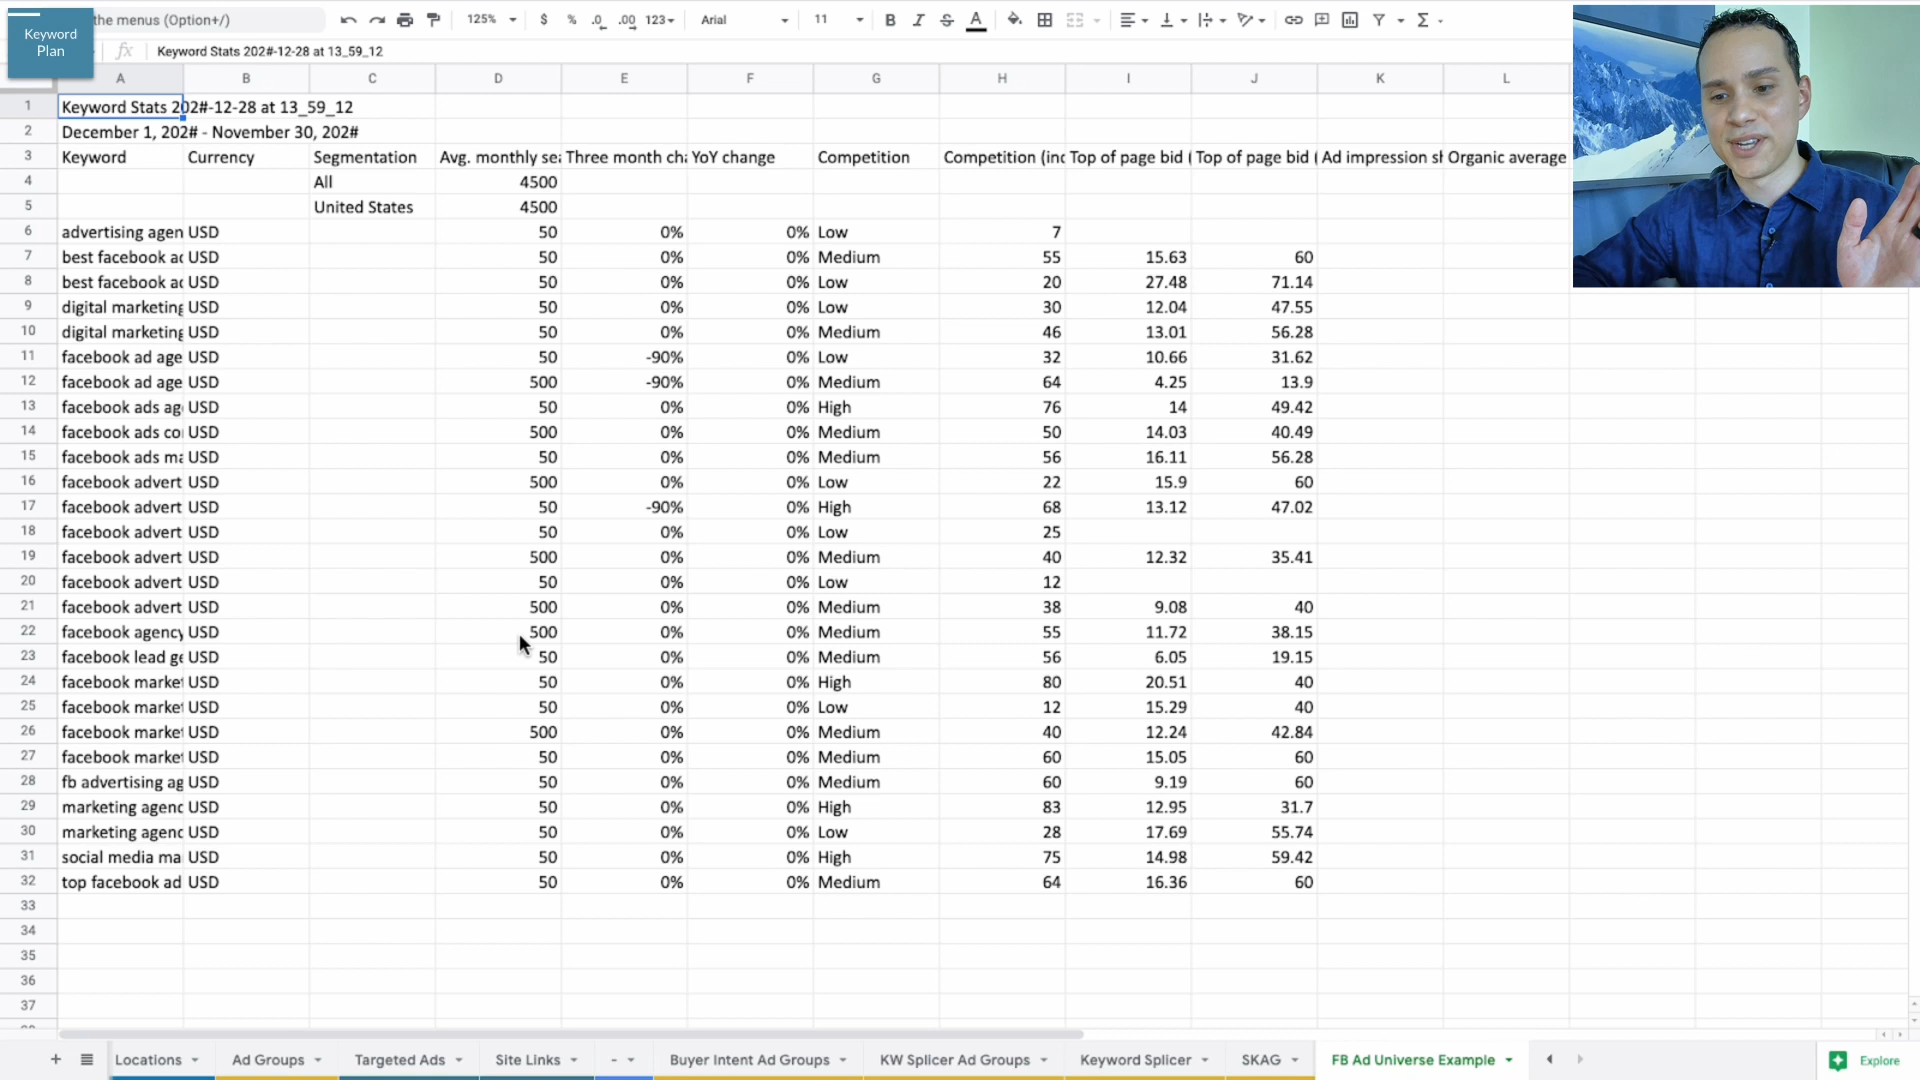 the menus (Option+/)
125%
$
%
.0
.00
123
Arial
11
B
I
S
A
Σ
Keyword
Plan
fx
Keyword Stats 202#-12-28 at 13_59_12
A B C D E F G H I J K L
1 Keyword Stats 202#-12-28 at 13_59_12
2 December 1, 202# - November 30, 202#
3 Keyword Currency Segmentation Avg. monthly sea Three month cha YoY change Competition Competition (inc Top of page bid ( Top of page bid ( Ad impression sh Organic average
4 All 4500
5 United States 4500
6 advertising agen USD 50 0% 0% Low 7
7 best facebook ac USD 50 0% 0% Medium 55 15.63 60
8 best facebook ac USD 50 0% 0% Low 20 27.48 71.14
9 digital marketing USD 50 0% 0% Low 30 12.04 47.55
10 digital marketing USD 50 0% 0% Medium 46 13.01 56.28
11 facebook ad age USD 50 -90% 0% Low 32 10.66 31.62
12 facebook ad age USD 500 -90% 0% Medium 64 4.25 13.9
13 facebook ads ag USD 50 0% 0% High 76 14 49.42
14 facebook ads co USD 500 0% 0% Medium 50 14.03 40.49
15 facebook ads ma USD 50 0% 0% Medium 56 16.11 56.28
16 facebook advert USD 500 0% 0% Low 22 15.9 60
17 facebook advert USD 50 -90% 0% High 68 13.12 47.02
18 facebook advert USD 50 0% 0% Low 25
19 facebook advert USD 500 0% 0% Medium 40 12.32 35.41
20 facebook advert USD 50 0% 0% Low 12
21 facebook advert USD 500 0% 0% Medium 38 9.08 40
22 facebook agency USD 500 0% 0% Medium 55 11.72 38.15
23 facebook lead ge USD 50 0% 0% Medium 56 6.05 19.15
24 facebook market USD 50 0% 0% High 80 20.51 40
25 facebook market USD 50 0% 0% Low 12 15.29 40
26 facebook market USD 500 0% 0% Medium 40 12.24 42.84
27 facebook market USD 50 0% 0% Medium 60 15.05 60
28 fb advertising ag USD 50 0% 0% Medium 60 9.19 60
29 marketing agenc USD 50 0% 0% High 83 12.95 31.7
30 marketing agenc USD 50 0% 0% Low 28 17.69 55.74
31 social media ma USD 50 0% 0% High 75 14.98 59.42
32 top facebook ad USD 50 0% 0% Medium 64 16.36 60
33
34
35
36
37
Locations
Ad Groups
Targeted Ads
Site Links
-
Buyer Intent Ad Groups
KW Splicer Ad Groups
Keyword Splicer
SKAG
FB Ad Universe Example
Explore